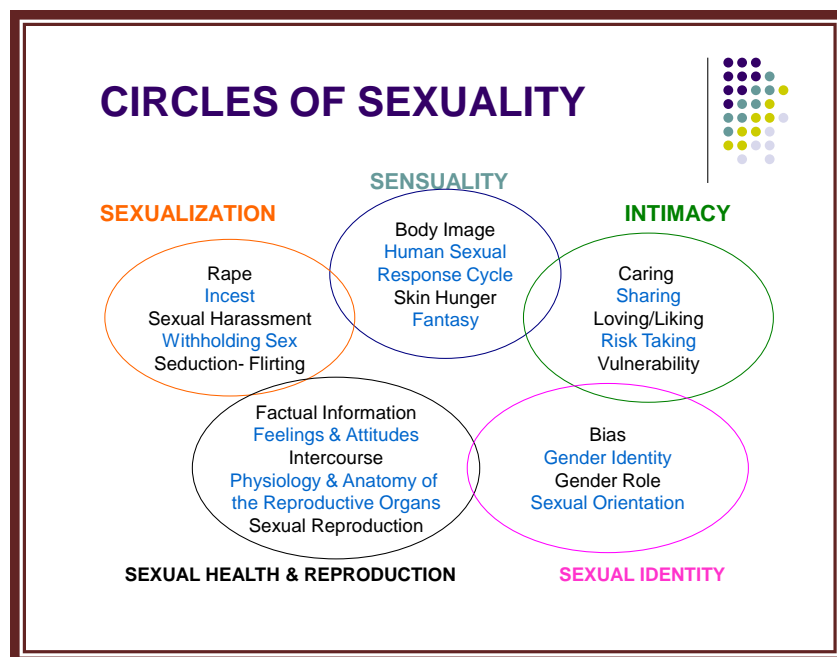 CIRCLES OF SEXUALITY
SENSUALITY
SEXUALIZATION
INTIMACY
Body Image
Human Sexual
Response Cycle
Skin Hunger
Fantasy
Rape
Incest
Sexual Harassment
Withholding Sex
Seduction- Flirting
Caring
Sharing
Loving/Liking
Risk Taking
Vulnerability
Factual Information
Feelings & Attitudes
Intercourse
Physiology & Anatomy of
the Reproductive Organs
Sexual Reproduction
Bias
Gender Identity
Gender Role
Sexual Orientation
SEXUAL HEALTH & REPRODUCTION
SEXUAL IDENTITY